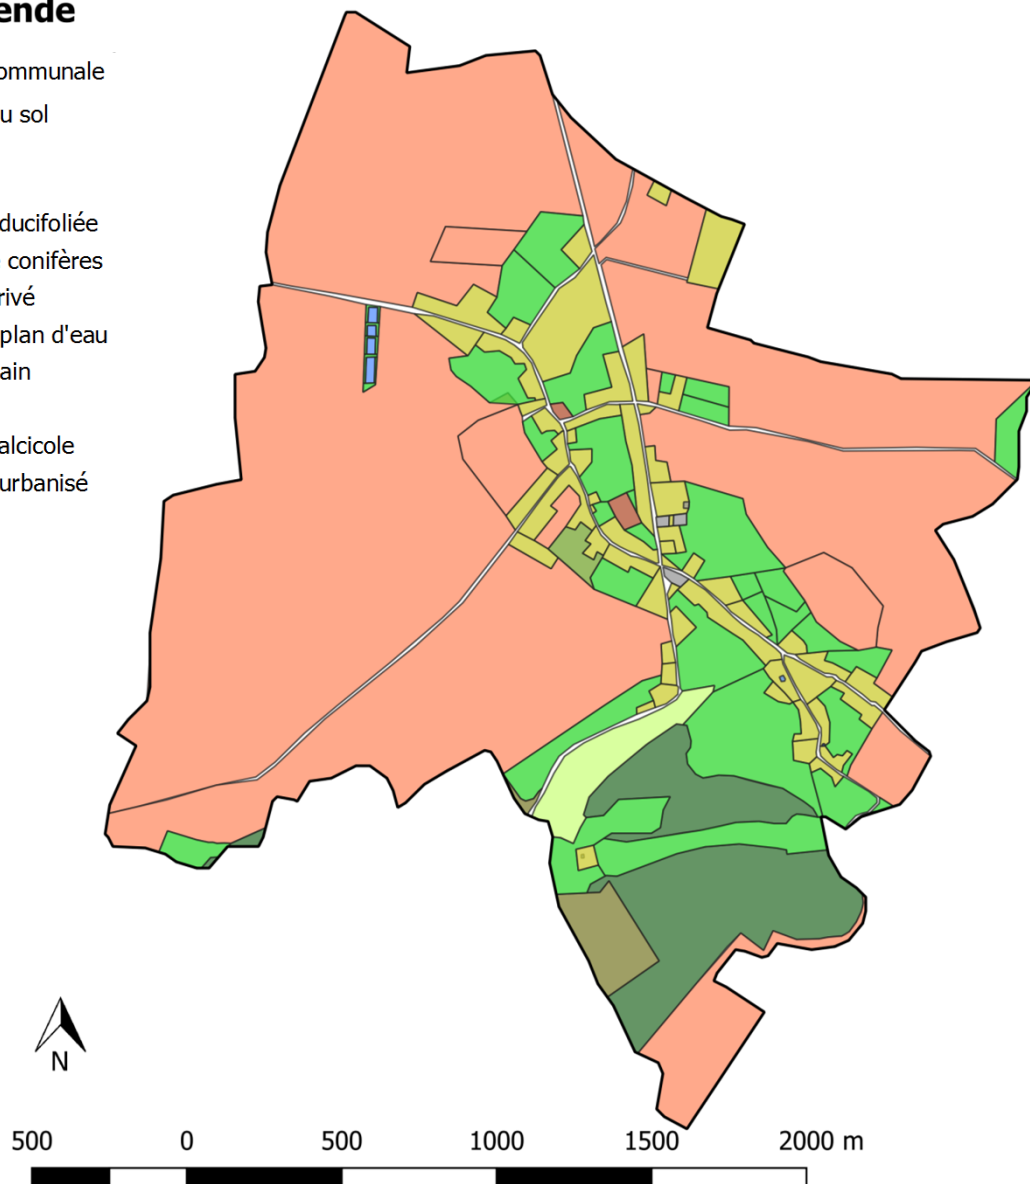 ende
ommunale
u sol
ducifoliée
conifères
rivé
plan d'eau
ain
alcicole
urbanisé
N
500 0 500 1000 1500 2000 m